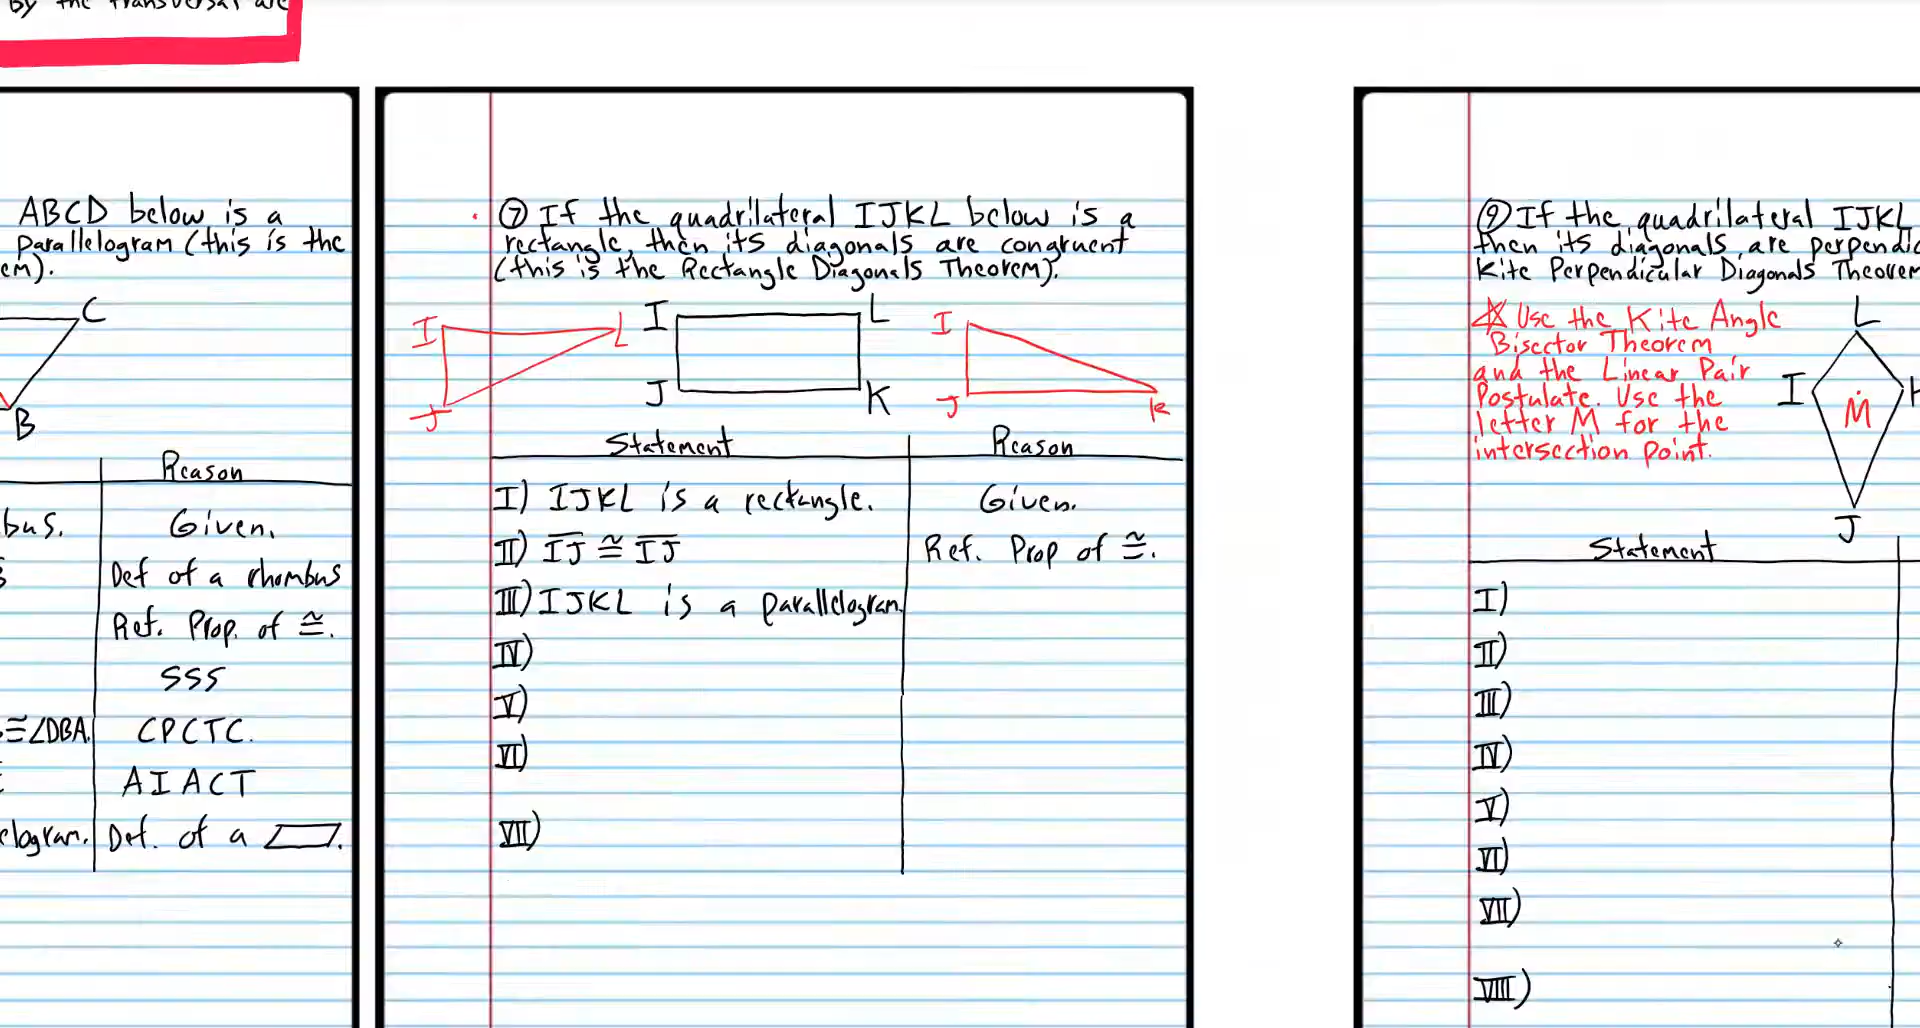 By the transversal are
ABCD below is a
parallelogram (this is the
em).
C
B
Reason
bus. Given.
Def of a rhombus
Ref. Prop. of ≅.
SSS
≅∠DBA. CPCTC.
AIACT
elogram. Def. of a ▱.
⑦ If the quadrilateral IJKL below is a
rectangle, then its diagonals are congruent
(this is the Rectangle Diagonals Theorem).
I L I L I
J J K J K
Statement Reason
I) IJKL is a rectangle. Given.
II) IJ ≅ IJ Ref. Prop of ≅.
III) IJKL is a parallelogram.
IV)
V)
VI)
VII)
⑨ If the quadrilateral IJKL
then its diagonals are perpendic
Kite Perpendicular Diagonals Theorem
* Use the Kite Angle
Bisector Theorem
and the Linear Pair
Postulate. Use the
letter M for the
intersection point.
L
I M
J
Statement
I)
II)
III)
IV)
V)
VI)
VII)
VIII)